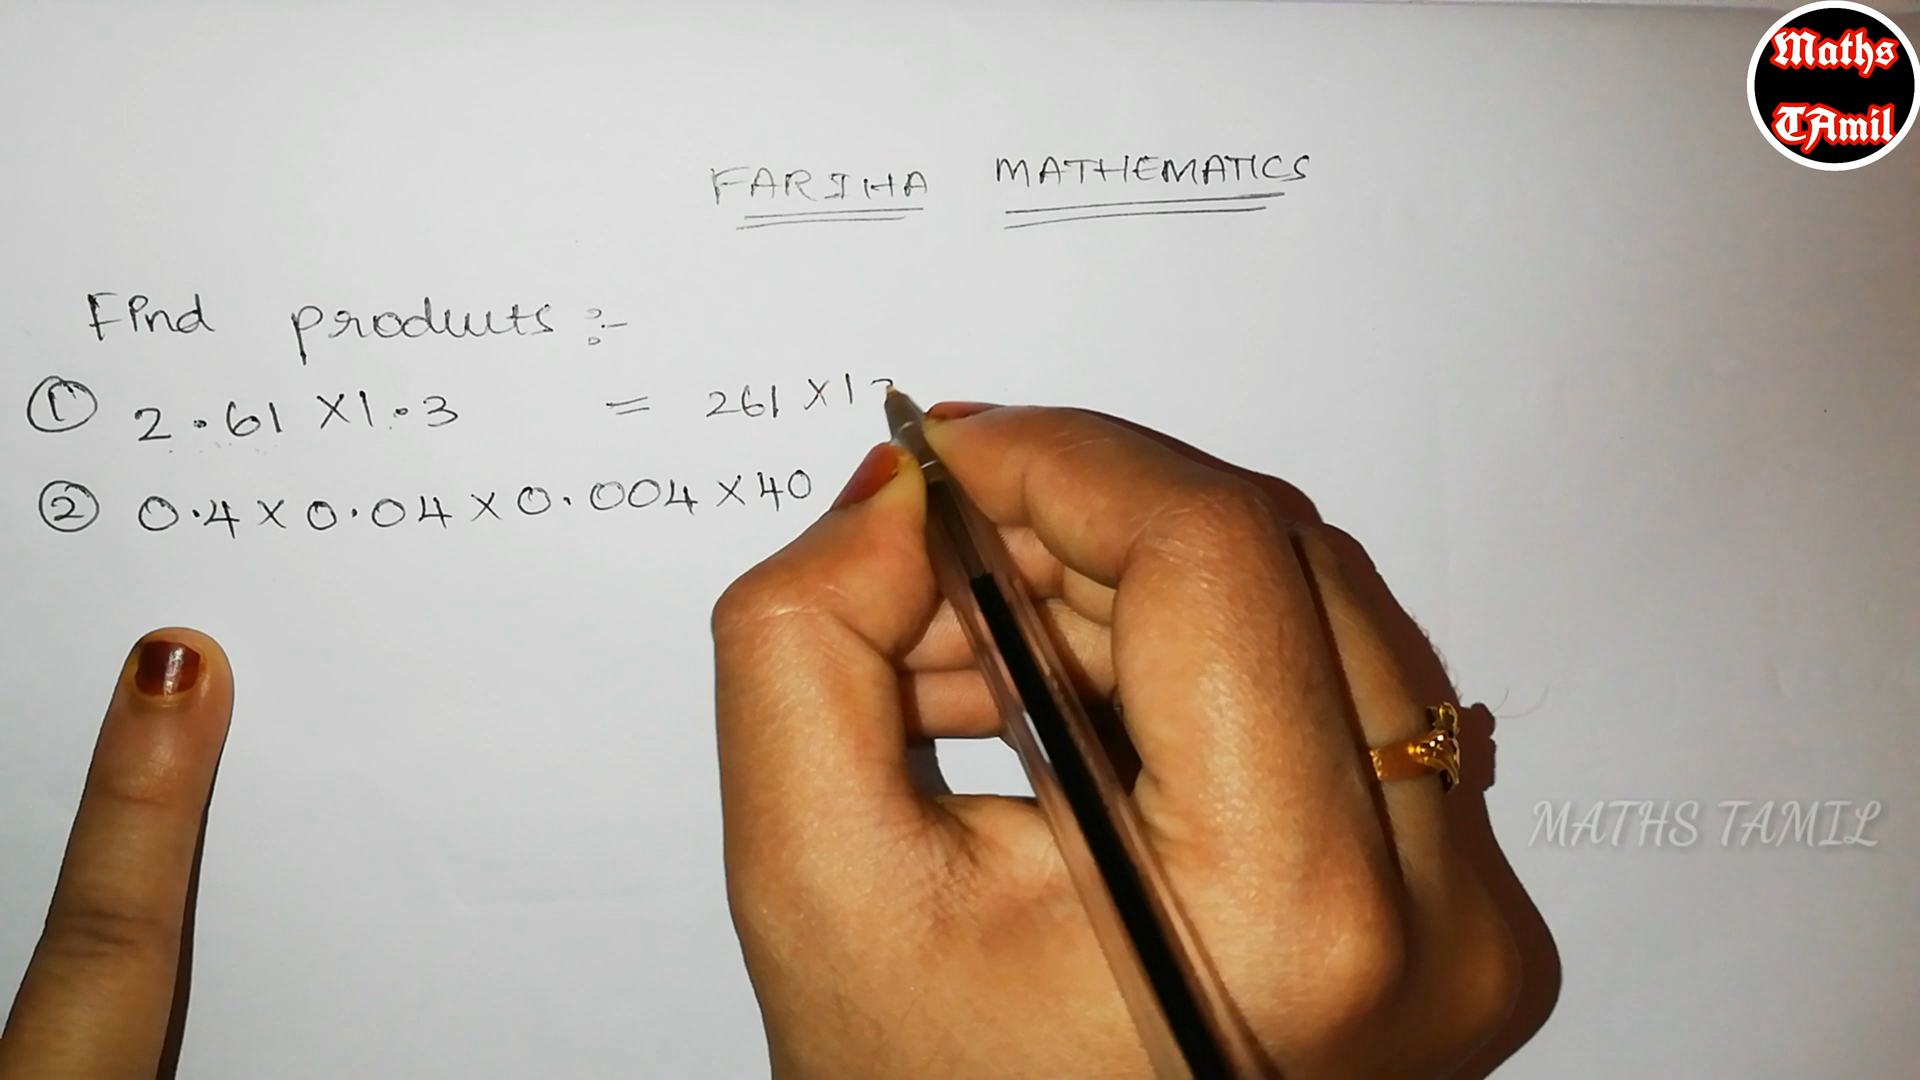 Maths
TAmil
FARIHA MATHEMATICS
Find products :-
① 2.61 × 1.3 = 261 × 13
② 0.4 × 0.04 × 0.004 × 40
MATHS TAMIL